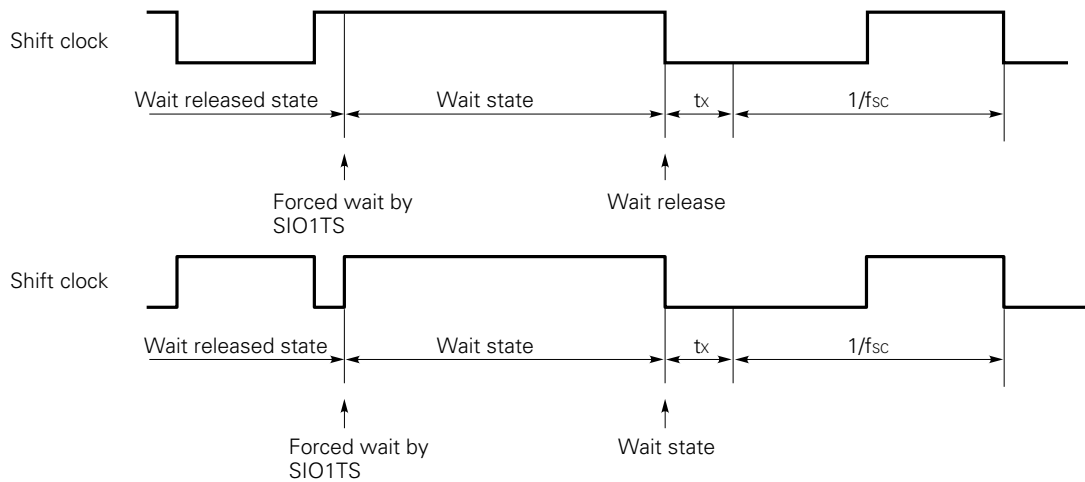 Shift clock
Wait released state Wait state tx 1/fsc
Forced wait by
SIO1TS
Wait release
Shift clock
Wait released state Wait state tx 1/fsc
Forced wait by
SIO1TS
Wait state